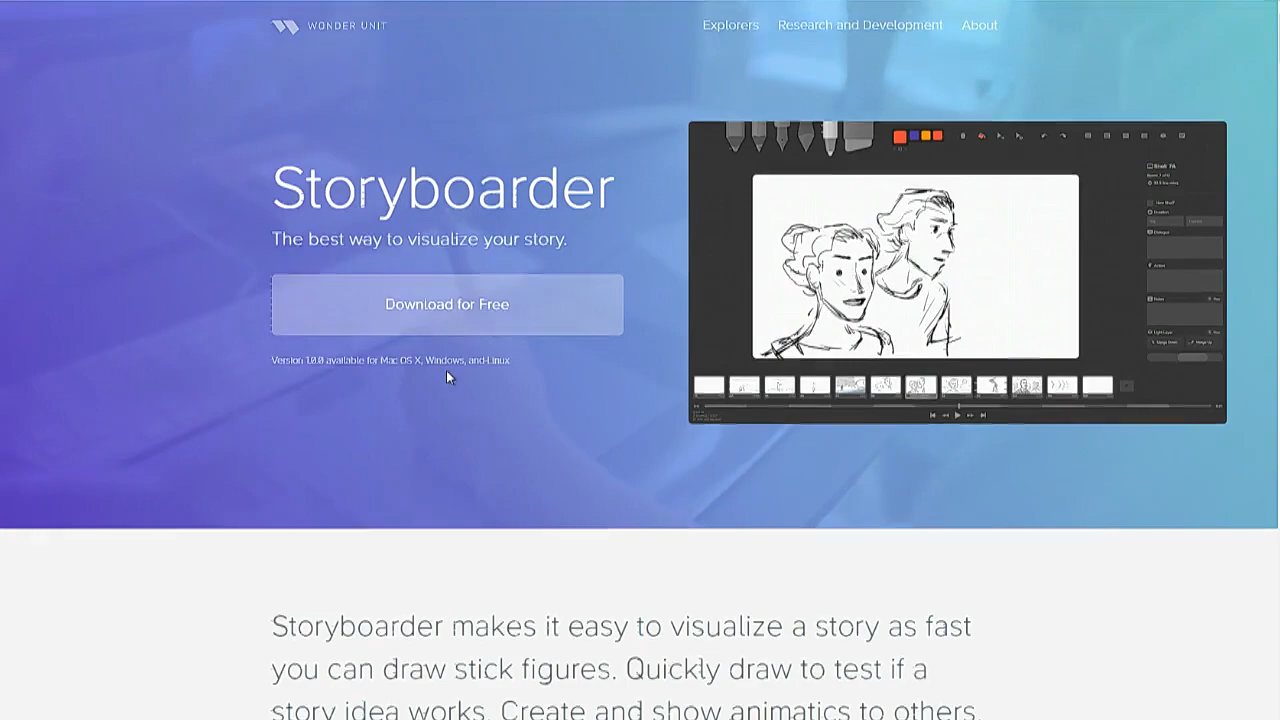 WONDER UNIT
Explorers Research and Development About
Storyboarder
The best way to visualize your story.
Download for Free
Version 1.0.0 available for Mac OS X, Windows, and Linux
Storyboarder makes it easy to visualize a story as fast
you can draw stick figures. Quickly draw to test if a
story idea works. Create and show animatics to others.